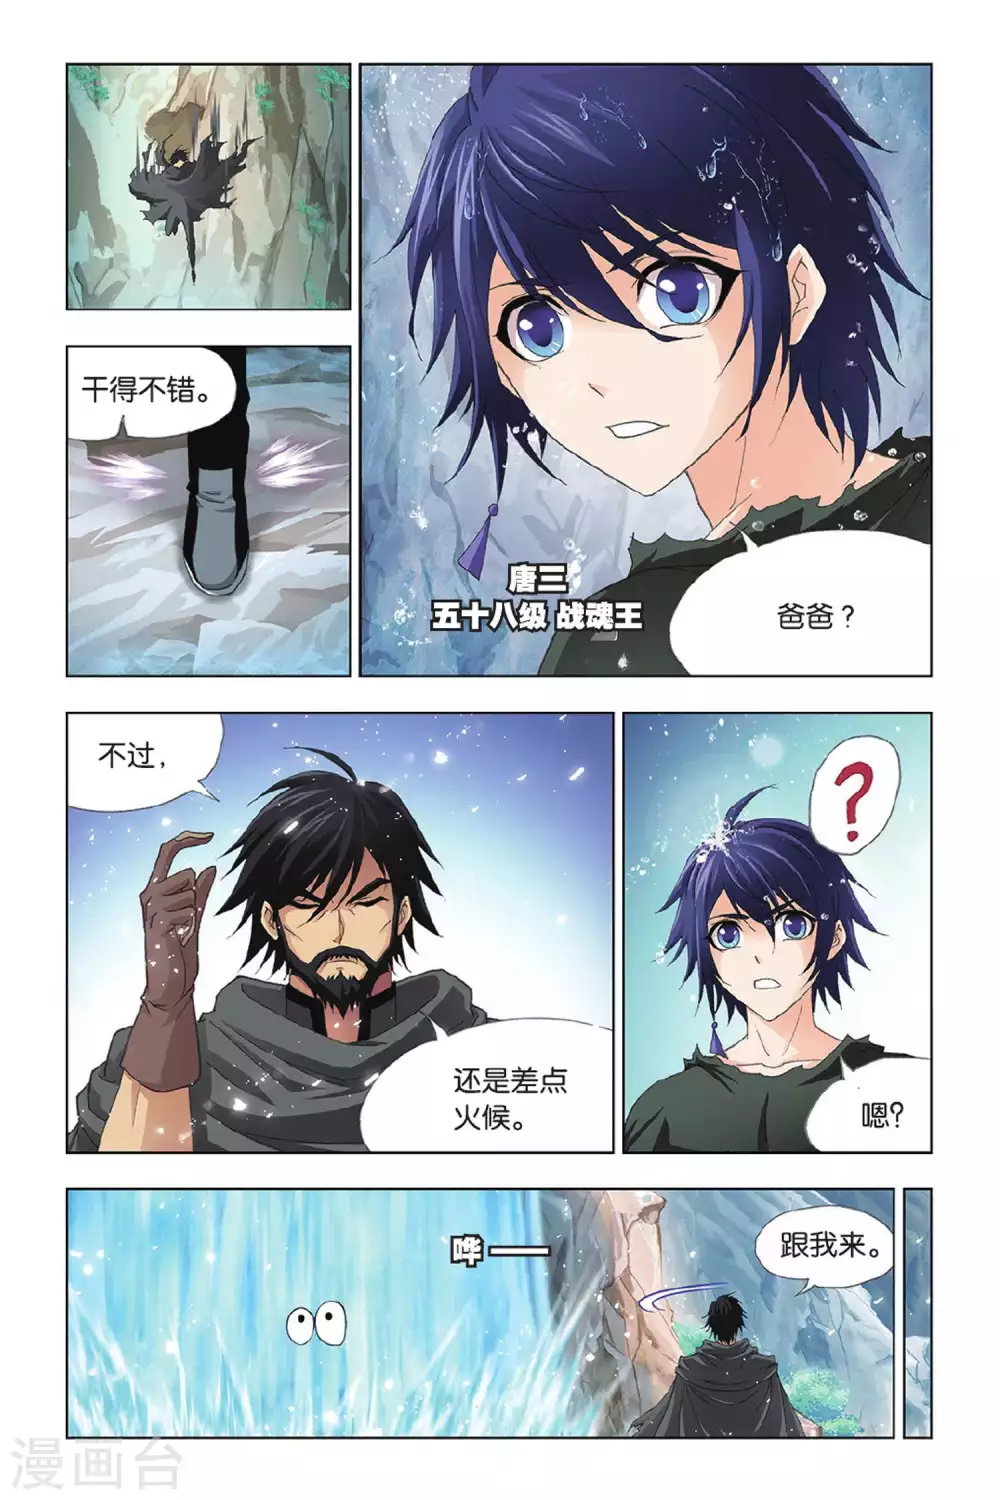 干得不错。
唐三
五十八级 战魂王
爸爸？
不过，
还是差点
火候。
?
嗯？
哗——
跟我来。
漫画台